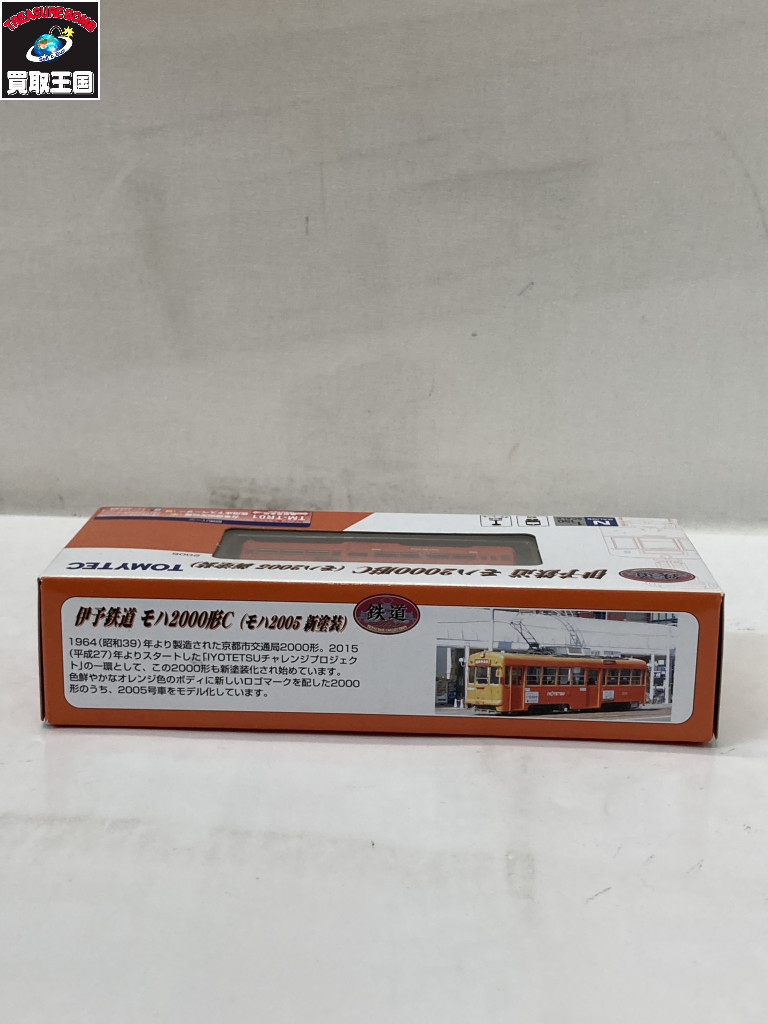 TREASURE BOMB
買取王国
TM-TR01
TOMYTEC
伊予鉄道 モハ2000形C (モハ2005 新塗装)
鉄道
N
伊予鉄道 モハ2000形C (モハ2005 新塗装)
鉄道
1964(昭和39)年より製造された京都市交通局2000形。2015
(平成27)年よりスタートした「IYOTETSUチャレンジプロジェク
ト」の一環として、この2000形も新塗装化され始めています。
色鮮やかなオレンジ色のボディに新しいロゴマークを配した2000
形のうち、2005号車をモデル化しています。
IYOTETSU